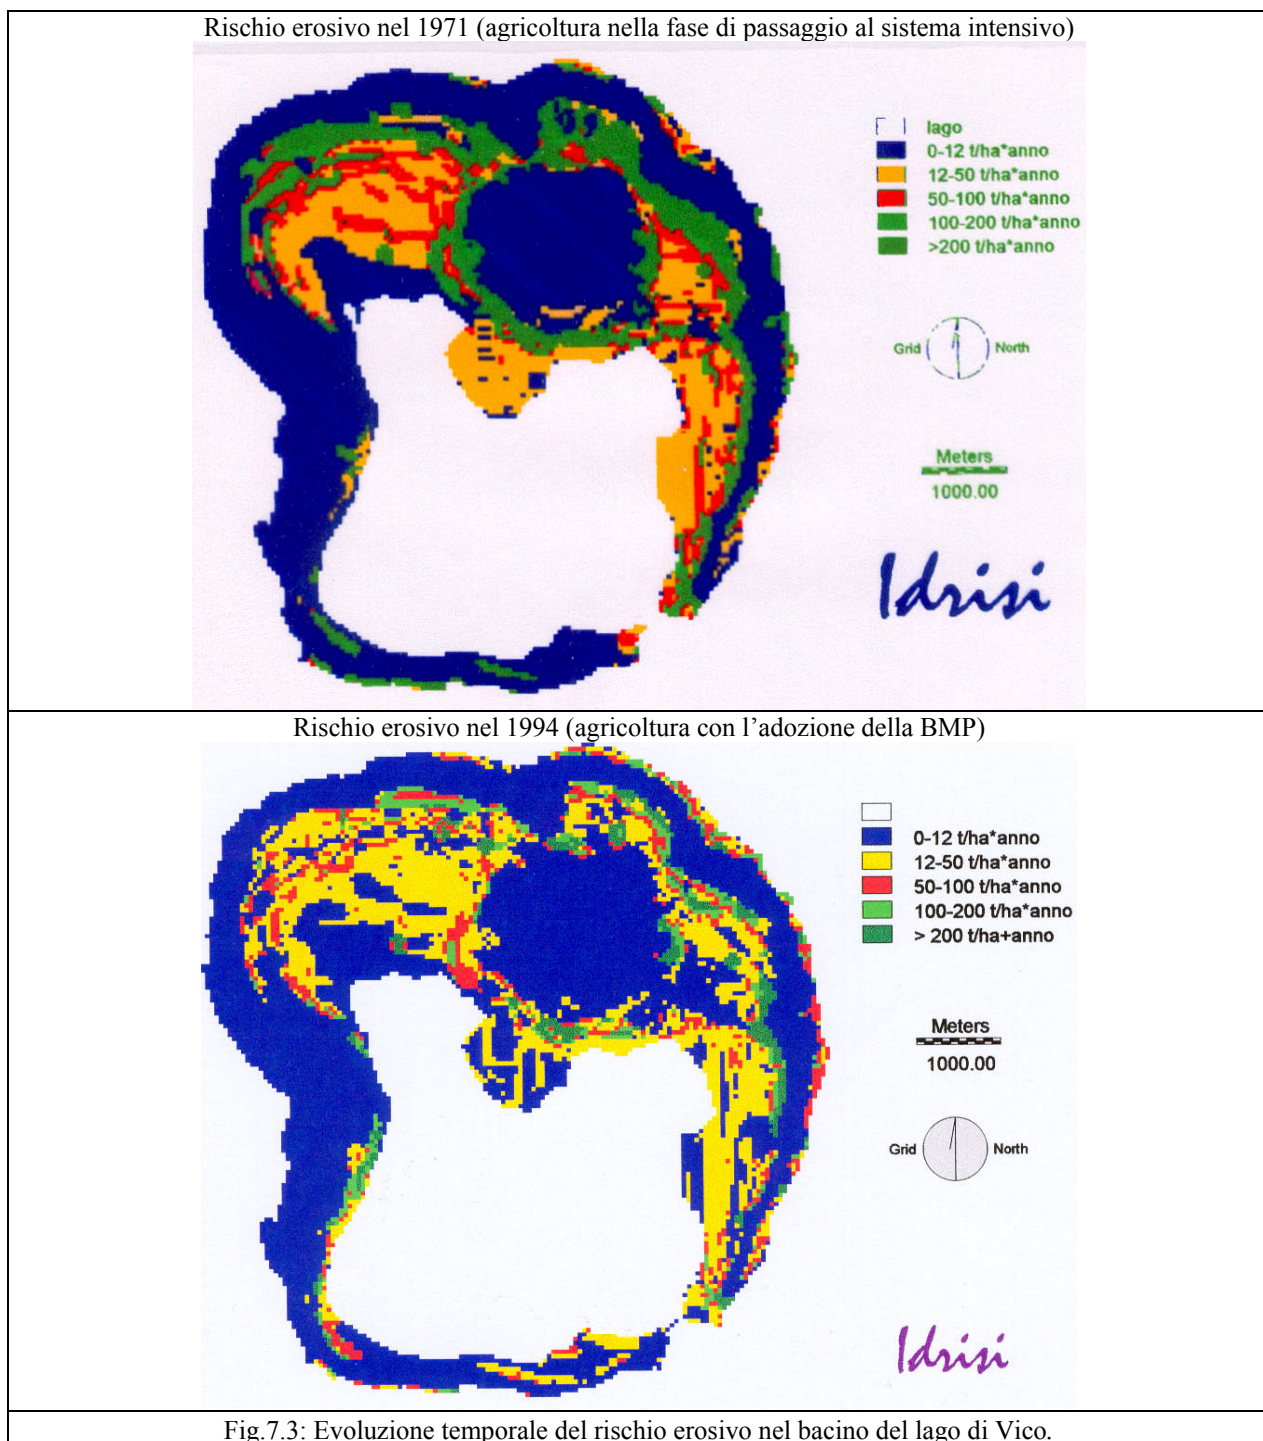 Rischio erosivo nel 1971 (agricoltura nella fase di passaggio al sistema intensivo)
lago
0-12 t/ha*anno
12-50 t/ha*anno
50-100 t/ha*anno
100-200 t/ha*anno
>200 t/ha*anno
Grid North
Meters
1000.00
Idrisi
Rischio erosivo nel 1994 (agricoltura con l'adozione della BMP)
0-12 t/ha*anno
12-50 t/ha*anno
50-100 t/ha*anno
100-200 t/ha*anno
> 200 t/ha+anno
Meters
1000.00
Grid North
Idrisi
Fig.7.3: Evoluzione temporale del rischio erosivo nel bacino del lago di Vico.